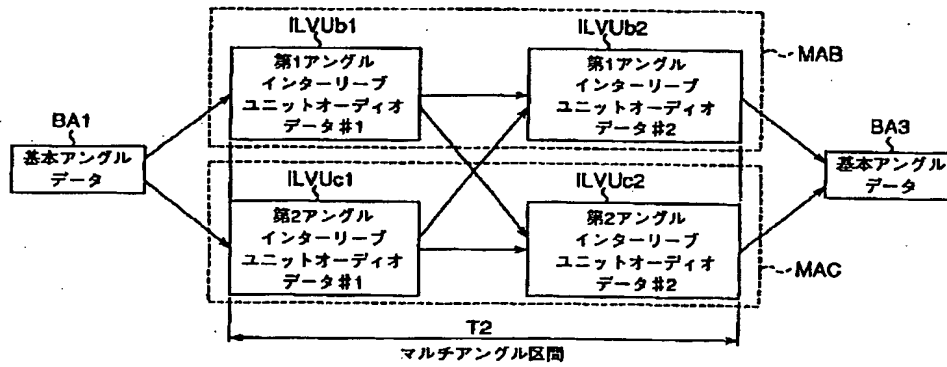 ILVUb1
ILVUb2
MAB
第1アングル
インターリーブ
ユニットオーディオ
データ#1
第1アングル
インターリーブ
ユニットオーディオ
データ#2
BA1
基本アングル
データ
BA3
基本アングル
データ
ILVUc1
ILVUc2
第2アングル
インターリーブ
ユニットオーディオ
データ#1
第2アングル
インターリーブ
ユニットオーディオ
データ#2
MAC
T2
マルチアングル区間